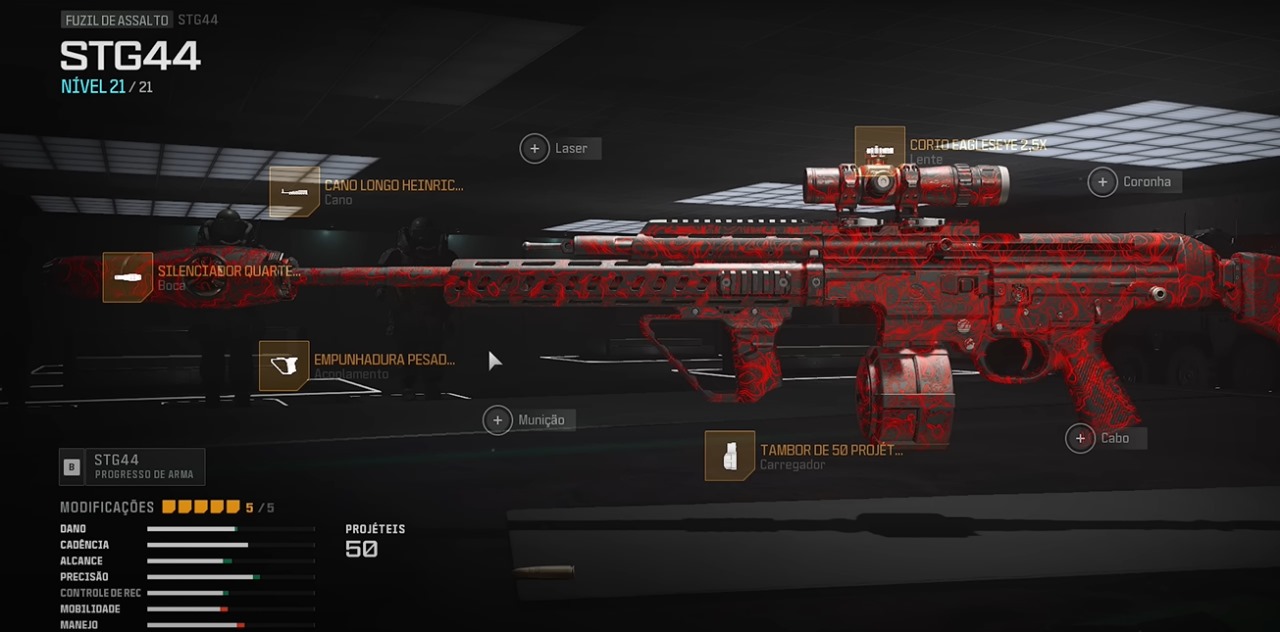 FUZIL DE ASSALTO STG44
STG44
NÍVEL 21 / 21
Laser
CORIO EAGLESEYE 2.5X
Lente
Coronha
CANO LONGO HEINRIC...
Cano
SILENCIADOR QUARTE...
Boca
EMPUNHADURA PESAD...
Acoplamento
Munição
Cabo
TAMBOR DE 50 PROJÉT...
Carregador
B
STG44
PROGRESSO DE ARMA
MODIFICAÇÕES 5 / 5
DANO
CADÊNCIA
ALCANCE
PRECISÃO
CONTROLE DE REC
MOBILIDADE
MANEJO
PROJÉTEIS
50